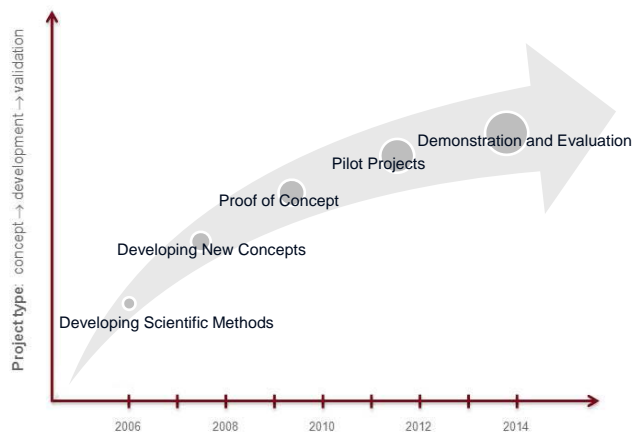 Project type: concept → development → validation
Demonstration and Evaluation
Pilot Projects
Proof of Concept
Developing New Concepts
Developing Scientific Methods
2006 2008 2010 2012 2014